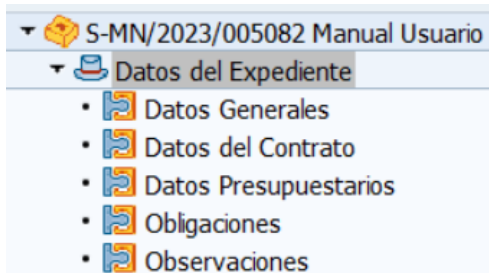 S-MN/2023/005082 Manual Usuario
Datos del Expediente
Datos Generales
Datos del Contrato
Datos Presupuestarios
Obligaciones
Observaciones